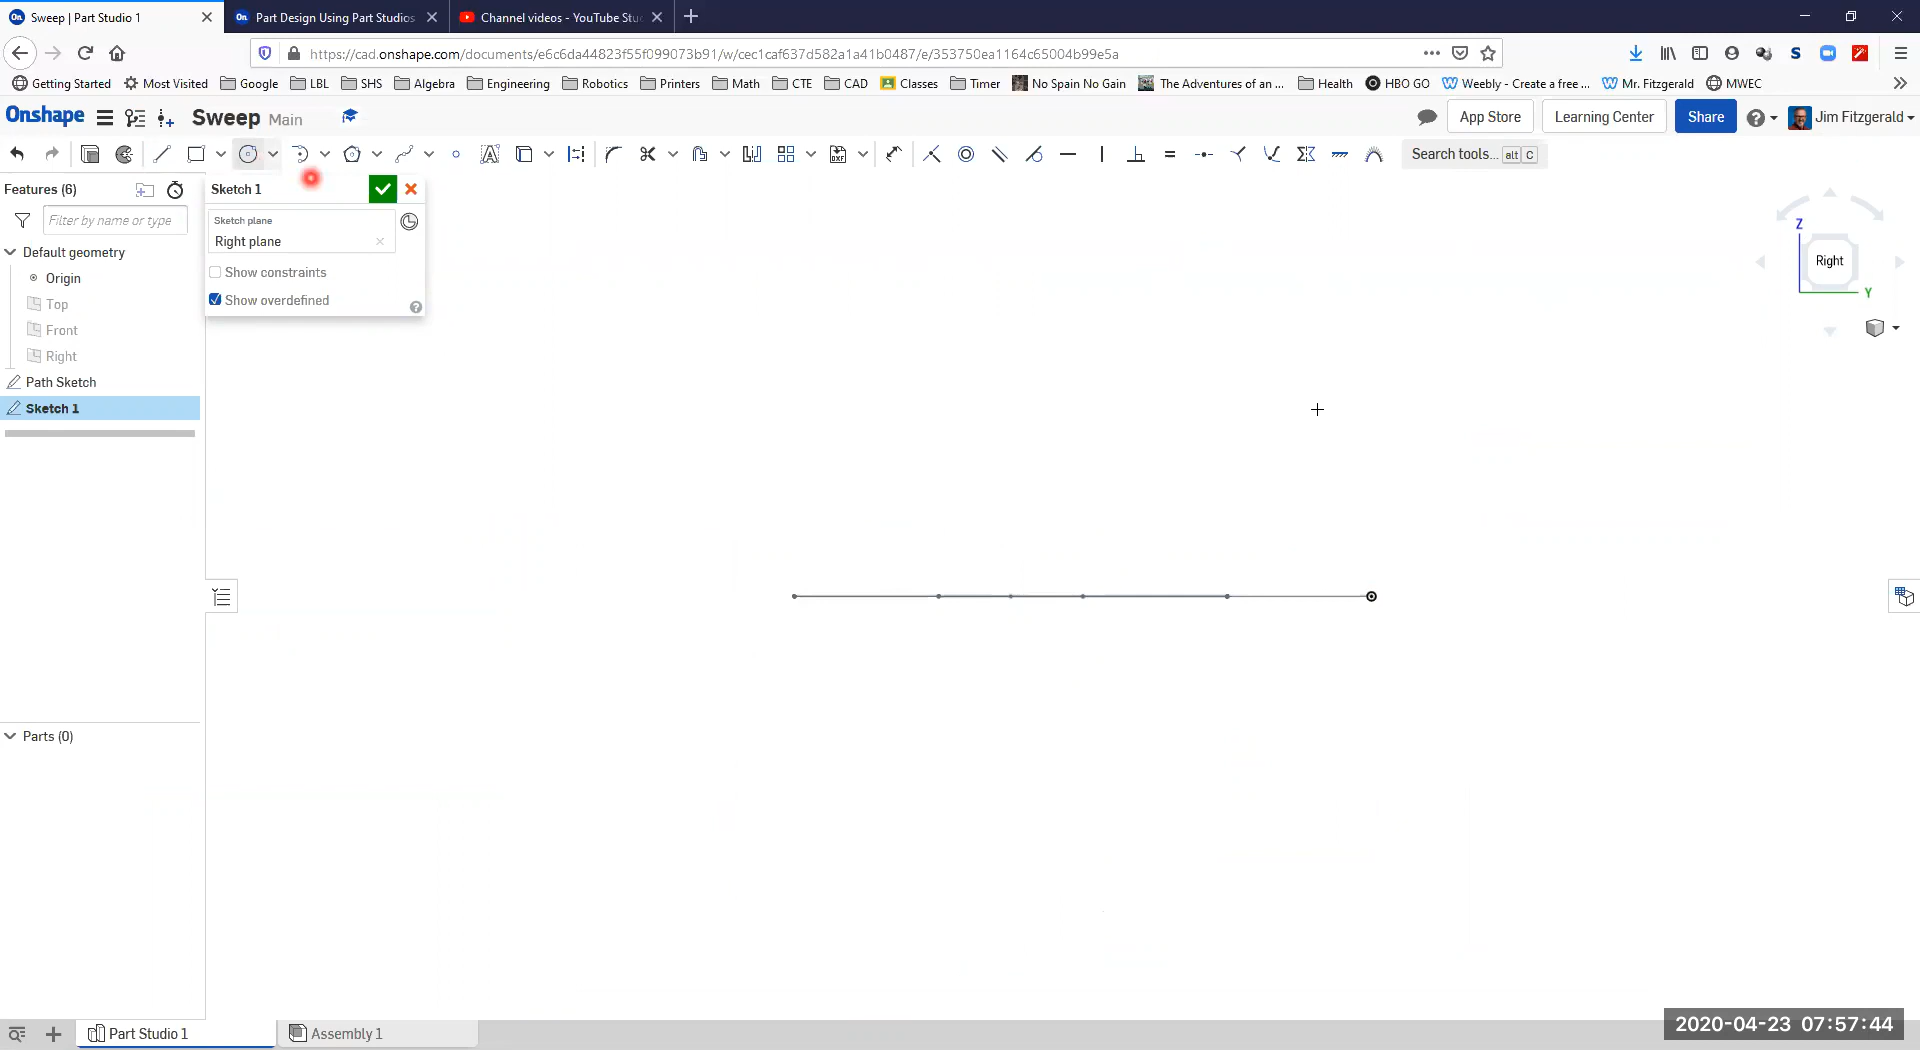 Sweep | Part Studio 1
Part Design Using Part Studios
Channel videos - YouTube Stu
https://cad.onshape.com/documents/e6c6da44823f55f099073b91/w/cec1caf637d582a1a41b0487/e/353750ea1164c65004b99e5a
Getting Started
Most Visited
Google
LBL
SHS
Algebra
Engineering
Robotics
Printers
Math
CTE
CAD
Classes
Timer
No Spain No Gain
The Adventures of an ...
Health
HBO GO
Weebly - Create a free ...
Mr. Fitzgerald
MWEC
Onshape
Sweep Main
App Store
Learning Center
Share
Jim Fitzgerald
Search tools... alt C
Features (6)
Filter by name or type
Default geometry
Origin
Top
Front
Right
Path Sketch
Sketch 1
Parts (0)
Sketch 1
Sketch plane
Right plane
Show constraints
Show overdefined
Z
Right
Y
Part Studio 1
Assembly 1
2020-04-23 07:57:44